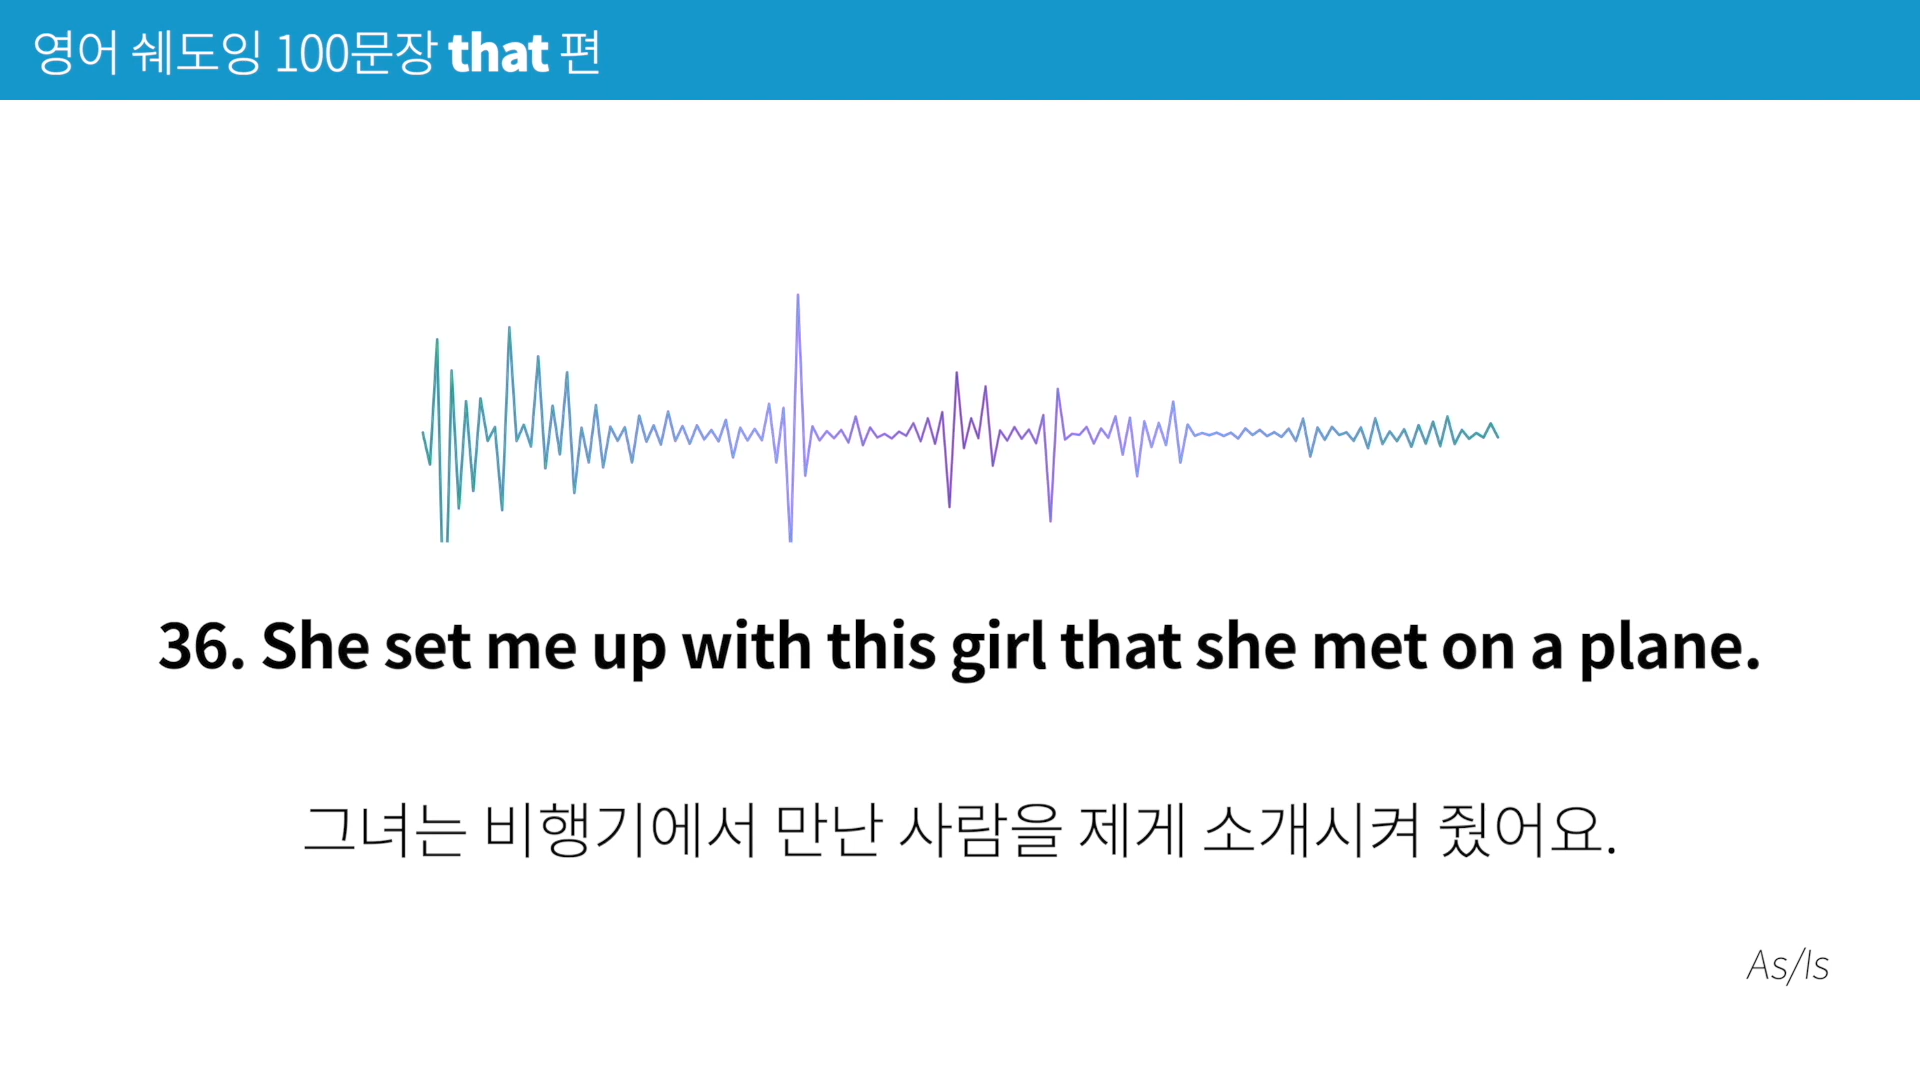 영어 쉐도잉 100문장 that 편
36. She set me up with this girl that she met on a plane.
그녀는 비행기에서 만난 사람을 제게 소개시켜 줬어요.
As/Is